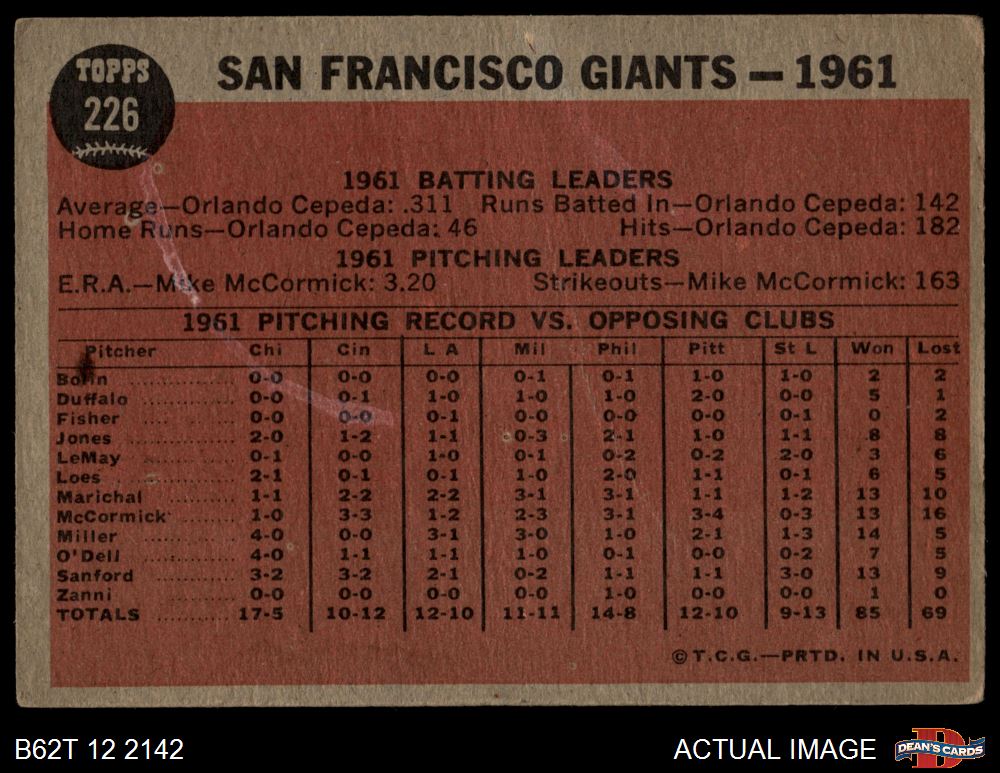 TOPPS
226
SAN FRANCISCO GIANTS — 1961
1961 BATTING LEADERS
Average—Orlando Cepeda: .311 Runs Batted In—Orlando Cepeda: 142
Home Runs—Orlando Cepeda: 46 Hits—Orlando Cepeda: 182
1961 PITCHING LEADERS
E.R.A.—Mike McCormick: 3.20 Strikeouts—Mike McCormick: 163
1961 PITCHING RECORD VS. OPPOSING CLUBS
Pitcher Chi Cin L A Mil Phil Pitt St L Won Lost
Bolin 0-0 0-0 0-0 0-1 0-1 1-0 1-0 2 2
Duffalo 0-0 0-1 1-0 1-0 1-0 2-0 0-0 5 1
Fisher 0-0 0-0 0-1 0-0 0-0 0-0 0-1 0 2
Jones 2-0 1-2 1-1 0-3 2-1 1-0 1-1 8 8
LeMay 0-1 0-0 1-0 0-1 0-2 0-2 2-0 3 6
Loes 2-1 0-1 0-1 1-0 2-0 1-1 0-1 6 5
Marichal 1-1 2-2 2-2 3-1 3-1 1-1 1-2 13 10
McCormick 1-0 3-3 1-2 2-3 3-1 3-4 0-3 13 16
Miller 4-0 0-0 3-1 3-0 1-0 2-1 1-3 14 5
O'Dell 4-0 1-1 1-1 1-0 0-1 0-0 0-2 7 5
Sanford 3-2 3-2 2-1 0-2 1-1 1-1 3-0 13 9
Zanni 0-0 0-0 0-0 0-0 1-0 0-0 0-0 1 0
TOTALS 17-5 10-12 12-10 11-11 14-8 12-10 9-13 85 69
© T.C.G.—PRTD. IN U.S.A.
B62T 12 2142 ACTUAL IMAGE
DEAN'S CARDS